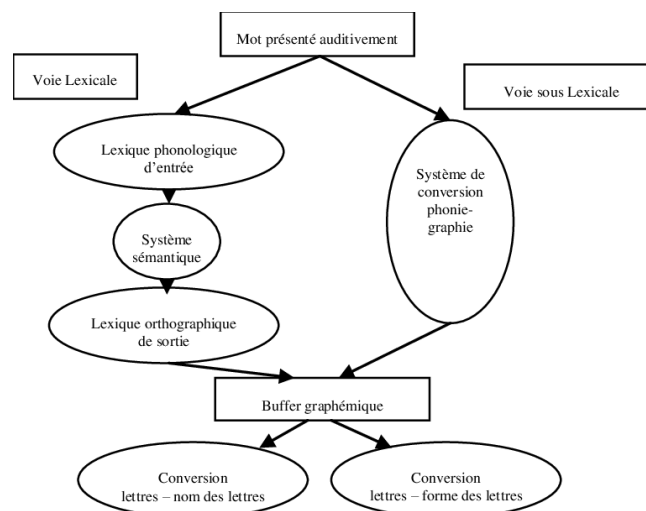 Mot présenté auditivement
Voie Lexicale
Voie sous Lexicale
Lexique phonologique
d'entrée
Système de
conversion
phonie-
graphie
Système
sémantique
Lexique orthographique
de sortie
Buffer graphémique
Conversion
lettres – nom des lettres
Conversion
lettres – forme des lettres